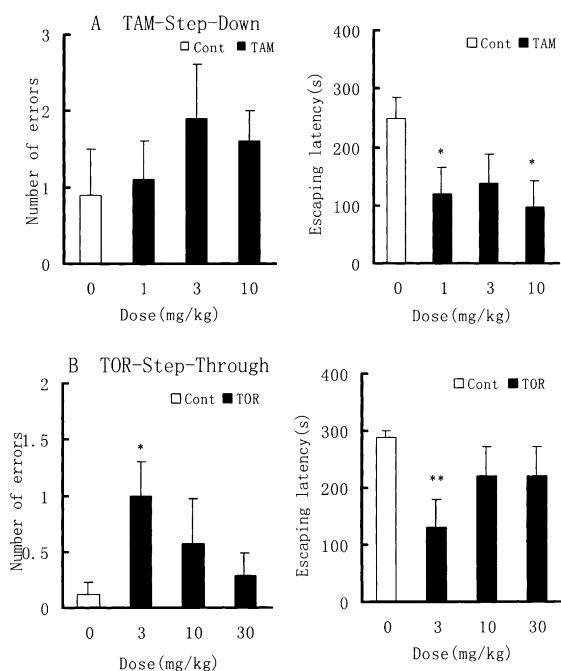 A TAM-Step-Down
Cont TAM
Number of errors
3
2
1
0
0 1 3 10
Dose(mg/kg)
Cont TAM
Escaping latency(s)
400
300
200
100
0
* *
0 1 3 10
Dose(mg/kg)
B TOR-Step-Through
Cont TOR
Number of errors
2
1.5
1
0.5
0
*
0 3 10 30
Dose(mg/kg)
Cont TOR
Escaping latency(s)
400
300
200
100
0
**
0 3 10 30
Dose(mg/kg)